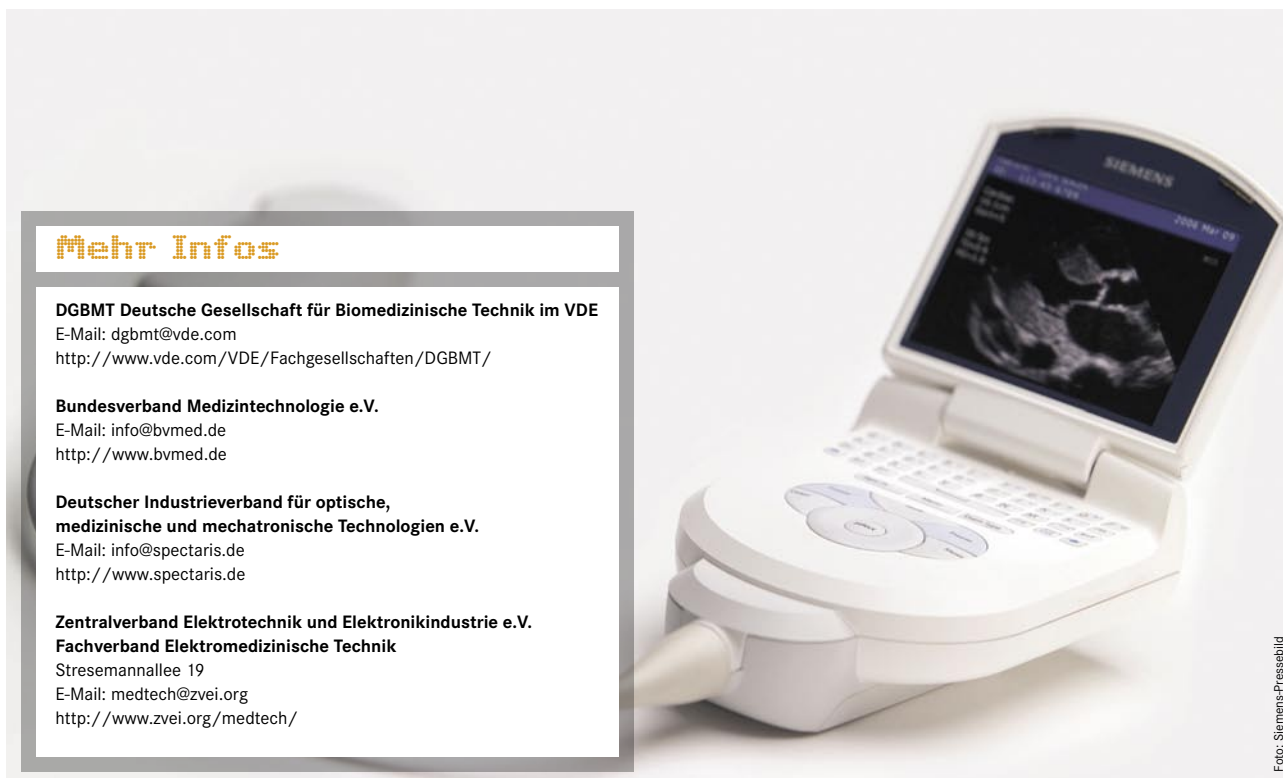 Mehr Infos
DGBMT Deutsche Gesellschaft für Biomedizinische Technik im VDE
E-Mail: dgbmt@vde.com
http://www.vde.com/VDE/Fachgesellschaften/DGBMT/
Bundesverband Medizintechnologie e.V.
E-Mail: info@bvmed.de
http://www.bvmed.de
Deutscher Industrieverband für optische,
medizinische und mechatronische Technologien e.V.
E-Mail: info@spectaris.de
http://www.spectaris.de
Zentralverband Elektrotechnik und Elektronikindustrie e.V.
Fachverband Elektromedizinische Technik
Stresemannallee 19
E-Mail: medtech@zvei.org
http://www.zvei.org/medtech/
SIEMENS
2006 Mar 09
Foto: Siemens-Pressebild